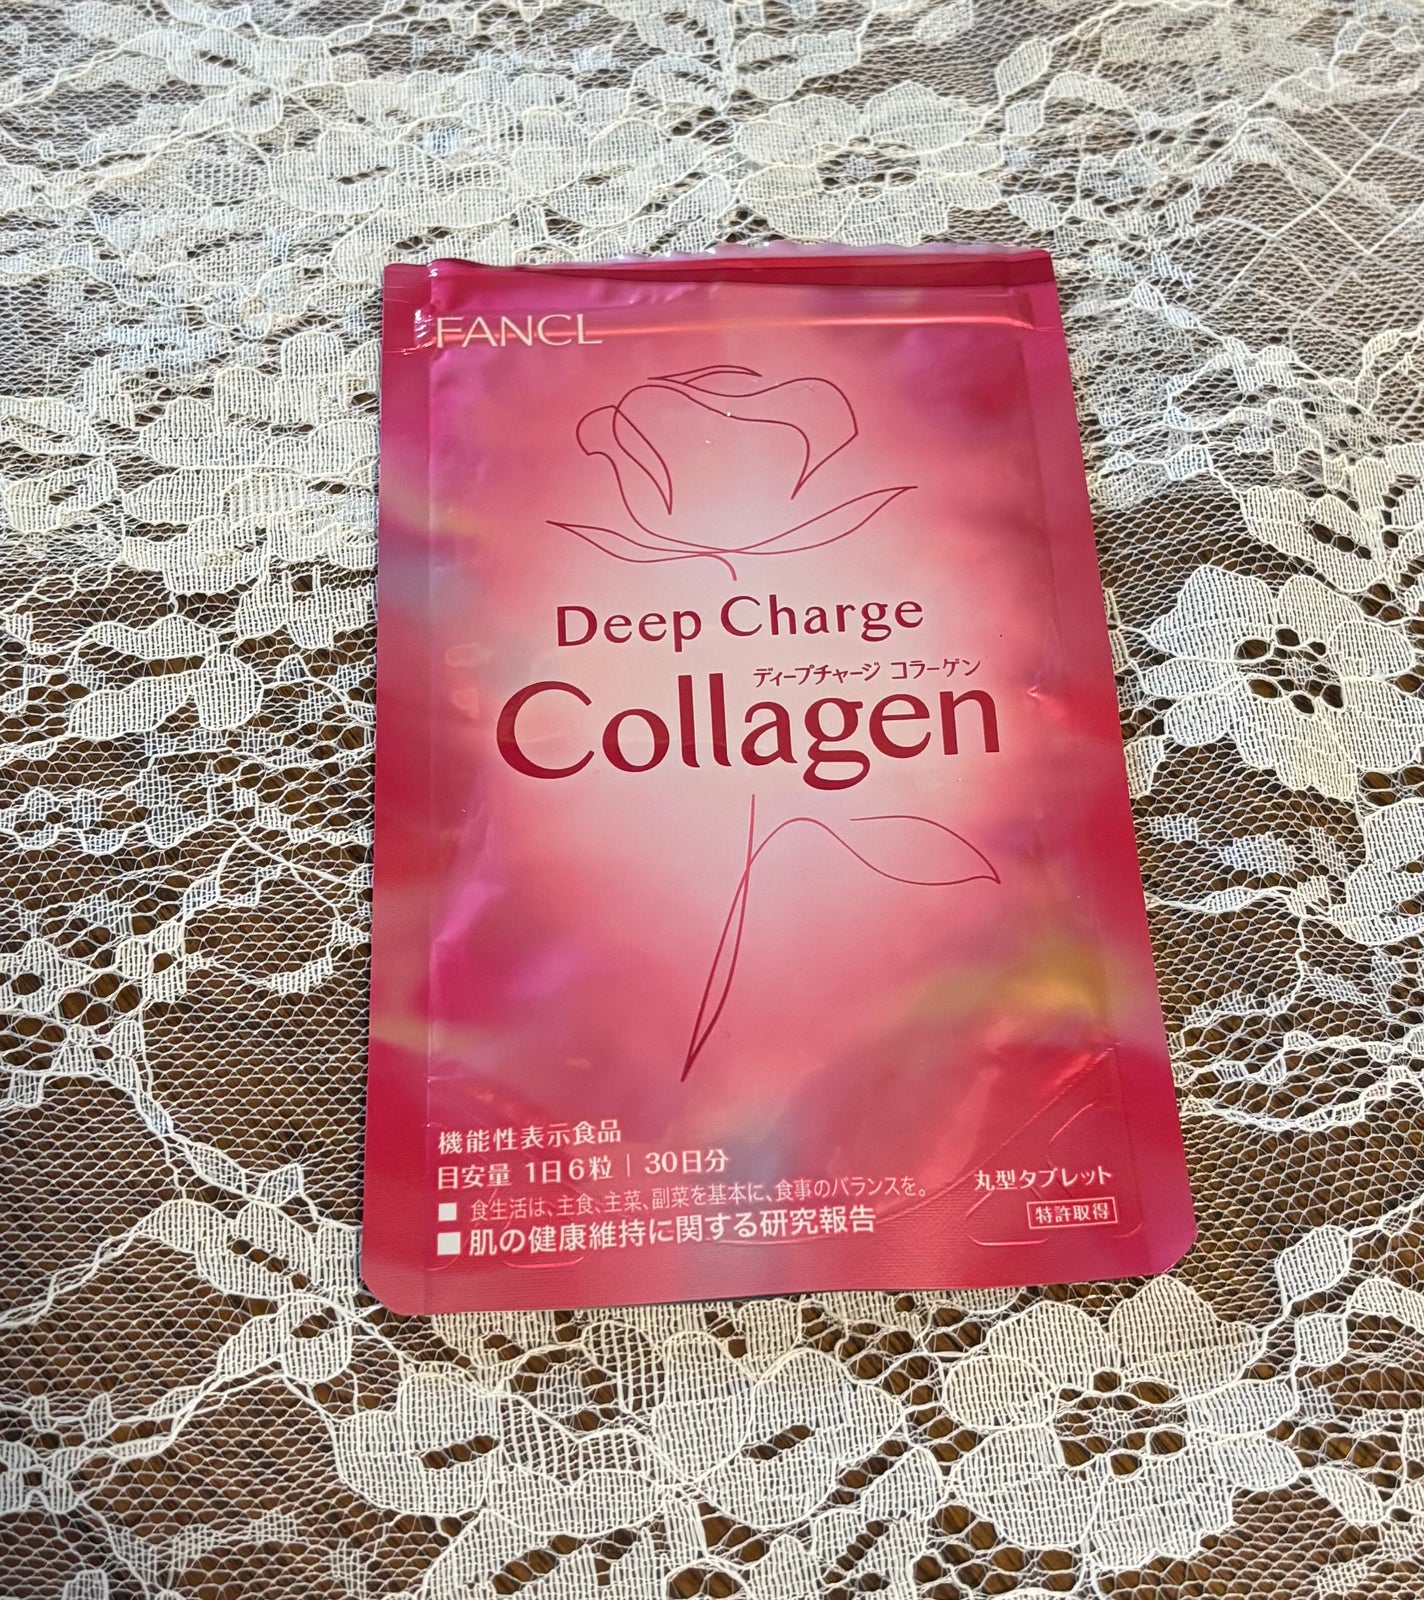 FANCL
Deep Charge
ディープチャージ コラーゲン
Collagen
機能性表示食品
目安量 1日6粒 | 30日分
■ 食生活は、主食、主菜、副菜を基本に、食事のバランスを。
■ 肌の健康維持に関する研究報告
丸型タブレット
特許取得